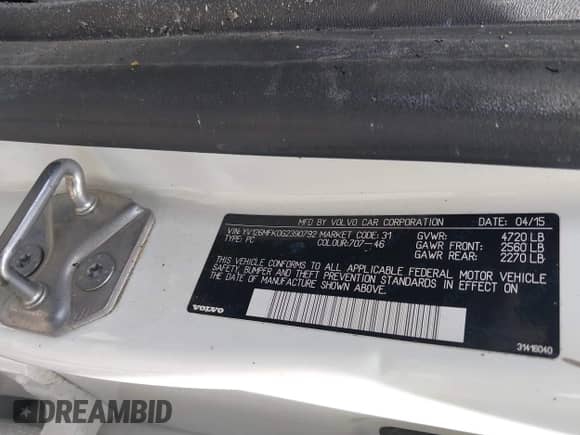 MFD BY VOLVO CAR CORPORATION DATE: 04/15
VIN: YV126MFK0G2390792 MARKET CODE: 31 GVWR: 4720 LB
TYPE: PC COLOUR: 707-46 GAWR FRONT: 2560 LB
GAWR REAR: 2270 LB
THIS VEHICLE CONFORMS TO ALL APPLICABLE FEDERAL MOTOR VEHICLE
SAFETY, BUMPER AND THEFT PREVENTION STANDARDS IN EFFECT ON
THE DATE OF MANUFACTURE SHOWN ABOVE.
VOLVO
31416040
DREAMBID